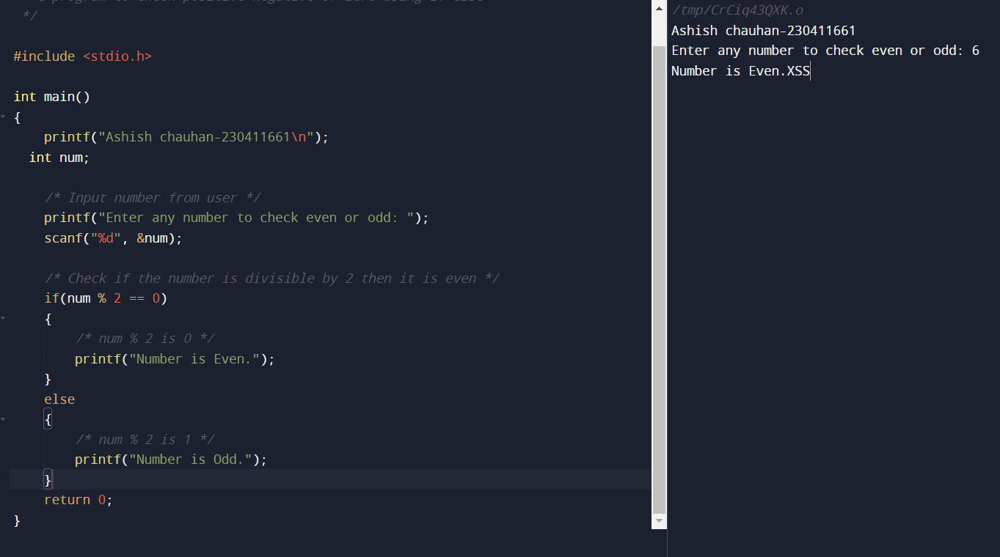 */
#include <stdio.h>
int main()
{
printf("Ashish chauhan-230411661\n");
int num;
/* Input number from user */
printf("Enter any number to check even or odd: ");
scanf("%d", &num);
/* Check if the number is divisible by 2 then it is even */
if(num % 2 == 0)
{
/* num % 2 is 0 */
printf("Number is Even.");
}
else
{
/* num % 2 is 1 */
printf("Number is Odd.");
}
return 0;
}
/tmp/CrCiq43QXK.o
Ashish chauhan-230411661
Enter any number to check even or odd: 6
Number is Even.XSS